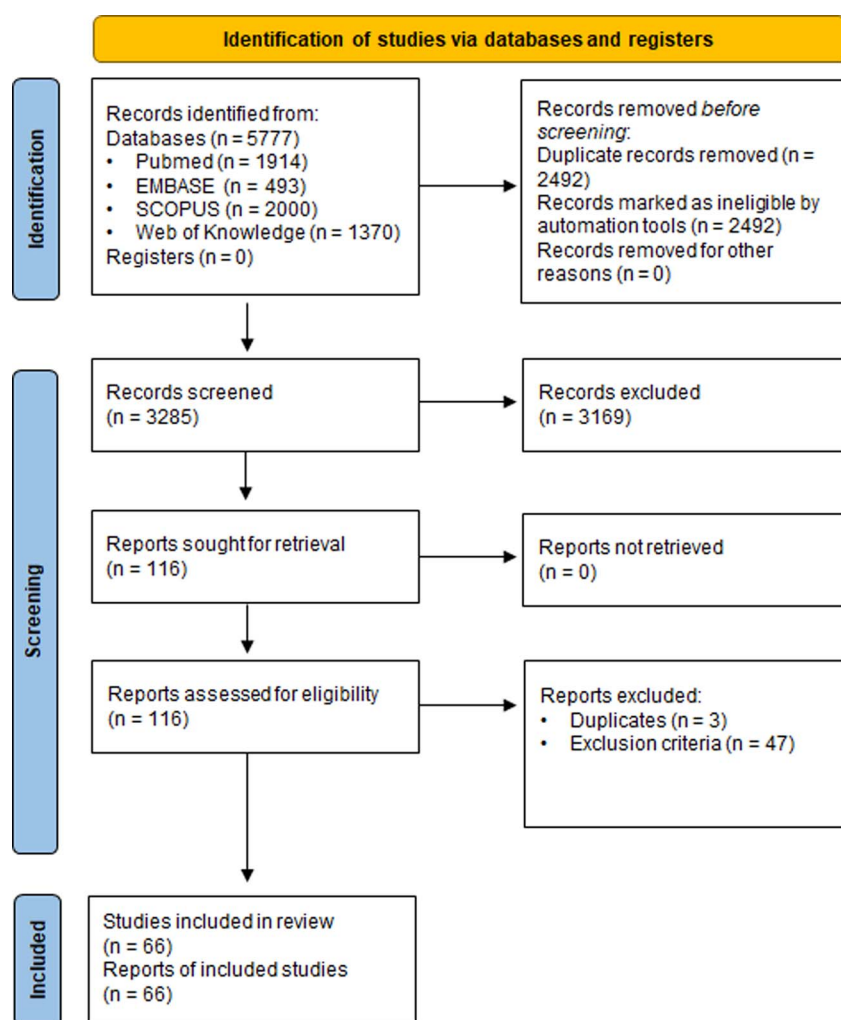 Identification of studies via databases and registers
Identification
Records identified from:
Databases (n = 5777)
• Pubmed (n = 1914)
• EMBASE (n = 493)
• SCOPUS (n = 2000)
• Web of Knowledge (n = 1370)
Registers (n = 0)
Records removed before
screening:
Duplicate records removed (n =
2492)
Records marked as ineligible by
automation tools (n = 2492)
Records removed for other
reasons (n = 0)
Screening
Records screened
(n = 3285)
Records excluded
(n = 3169)
Reports sought for retrieval
(n = 116)
Reports not retrieved
(n = 0)
Reports assessed for eligibility
(n = 116)
Reports excluded:
• Duplicates (n = 3)
• Exclusion criteria (n = 47)
Included
Studies included in review
(n = 66)
Reports of included studies
(n = 66)